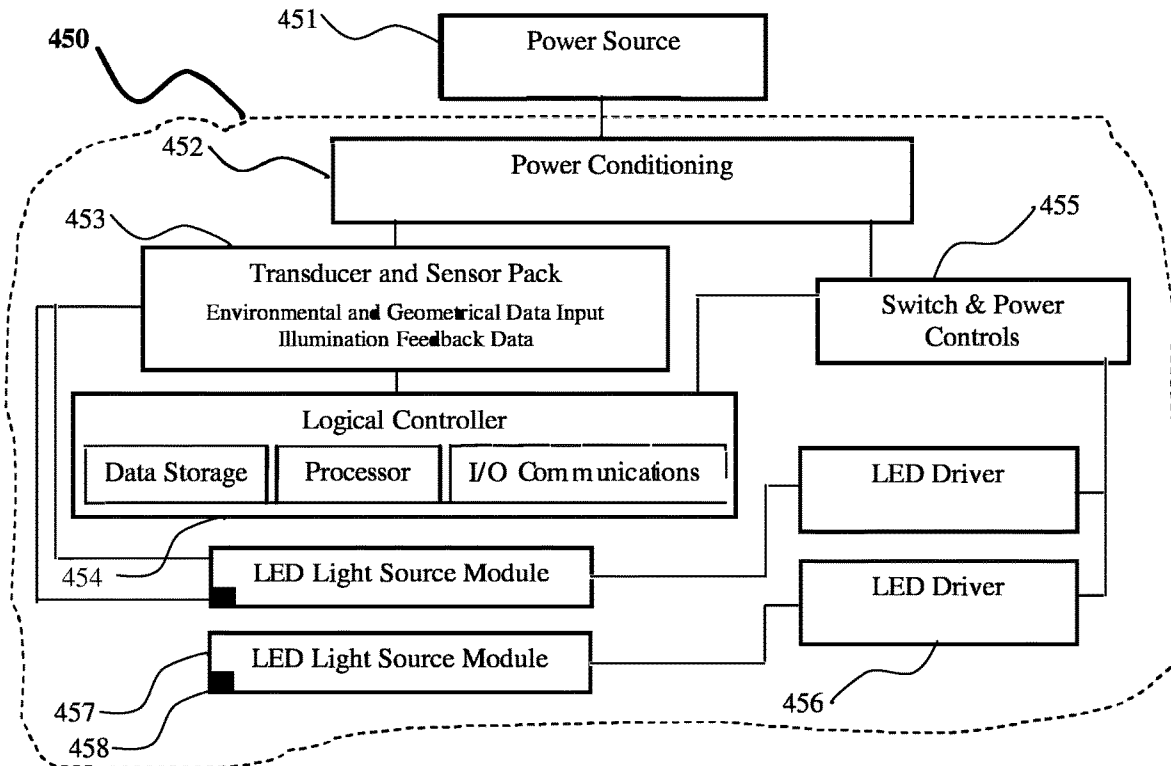 451
Power Source
450
452
Power Conditioning
453
455
Transducer and Sensor Pack
Environmental and Geometrical Data Input
Illumination Feedback Data
Switch & Power
Controls
Logical Controller
Data Storage
Processor
I/O Communications
LED Driver
454
LED Light Source Module
LED Driver
LED Light Source Module
457
456
458